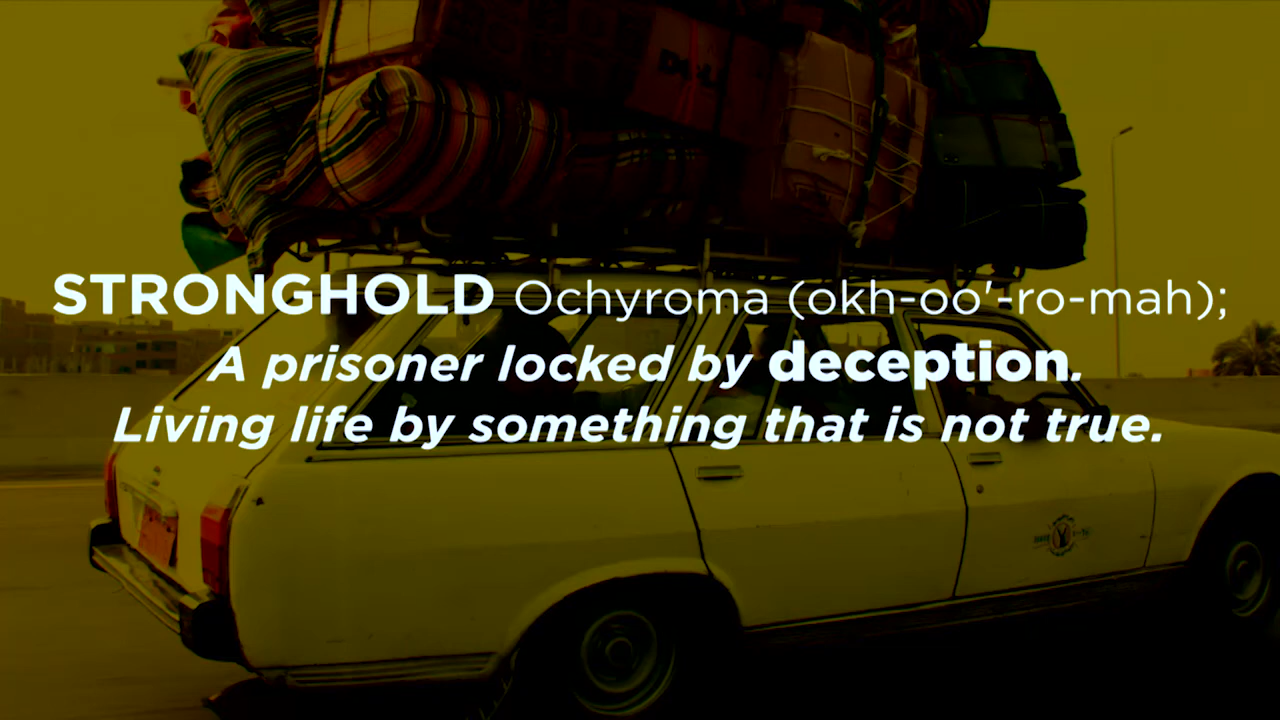 STRONGHOLD Ochyroma (okh-oo′-ro-mah);
A prisoner locked by deception.
Living life by something that is not true.